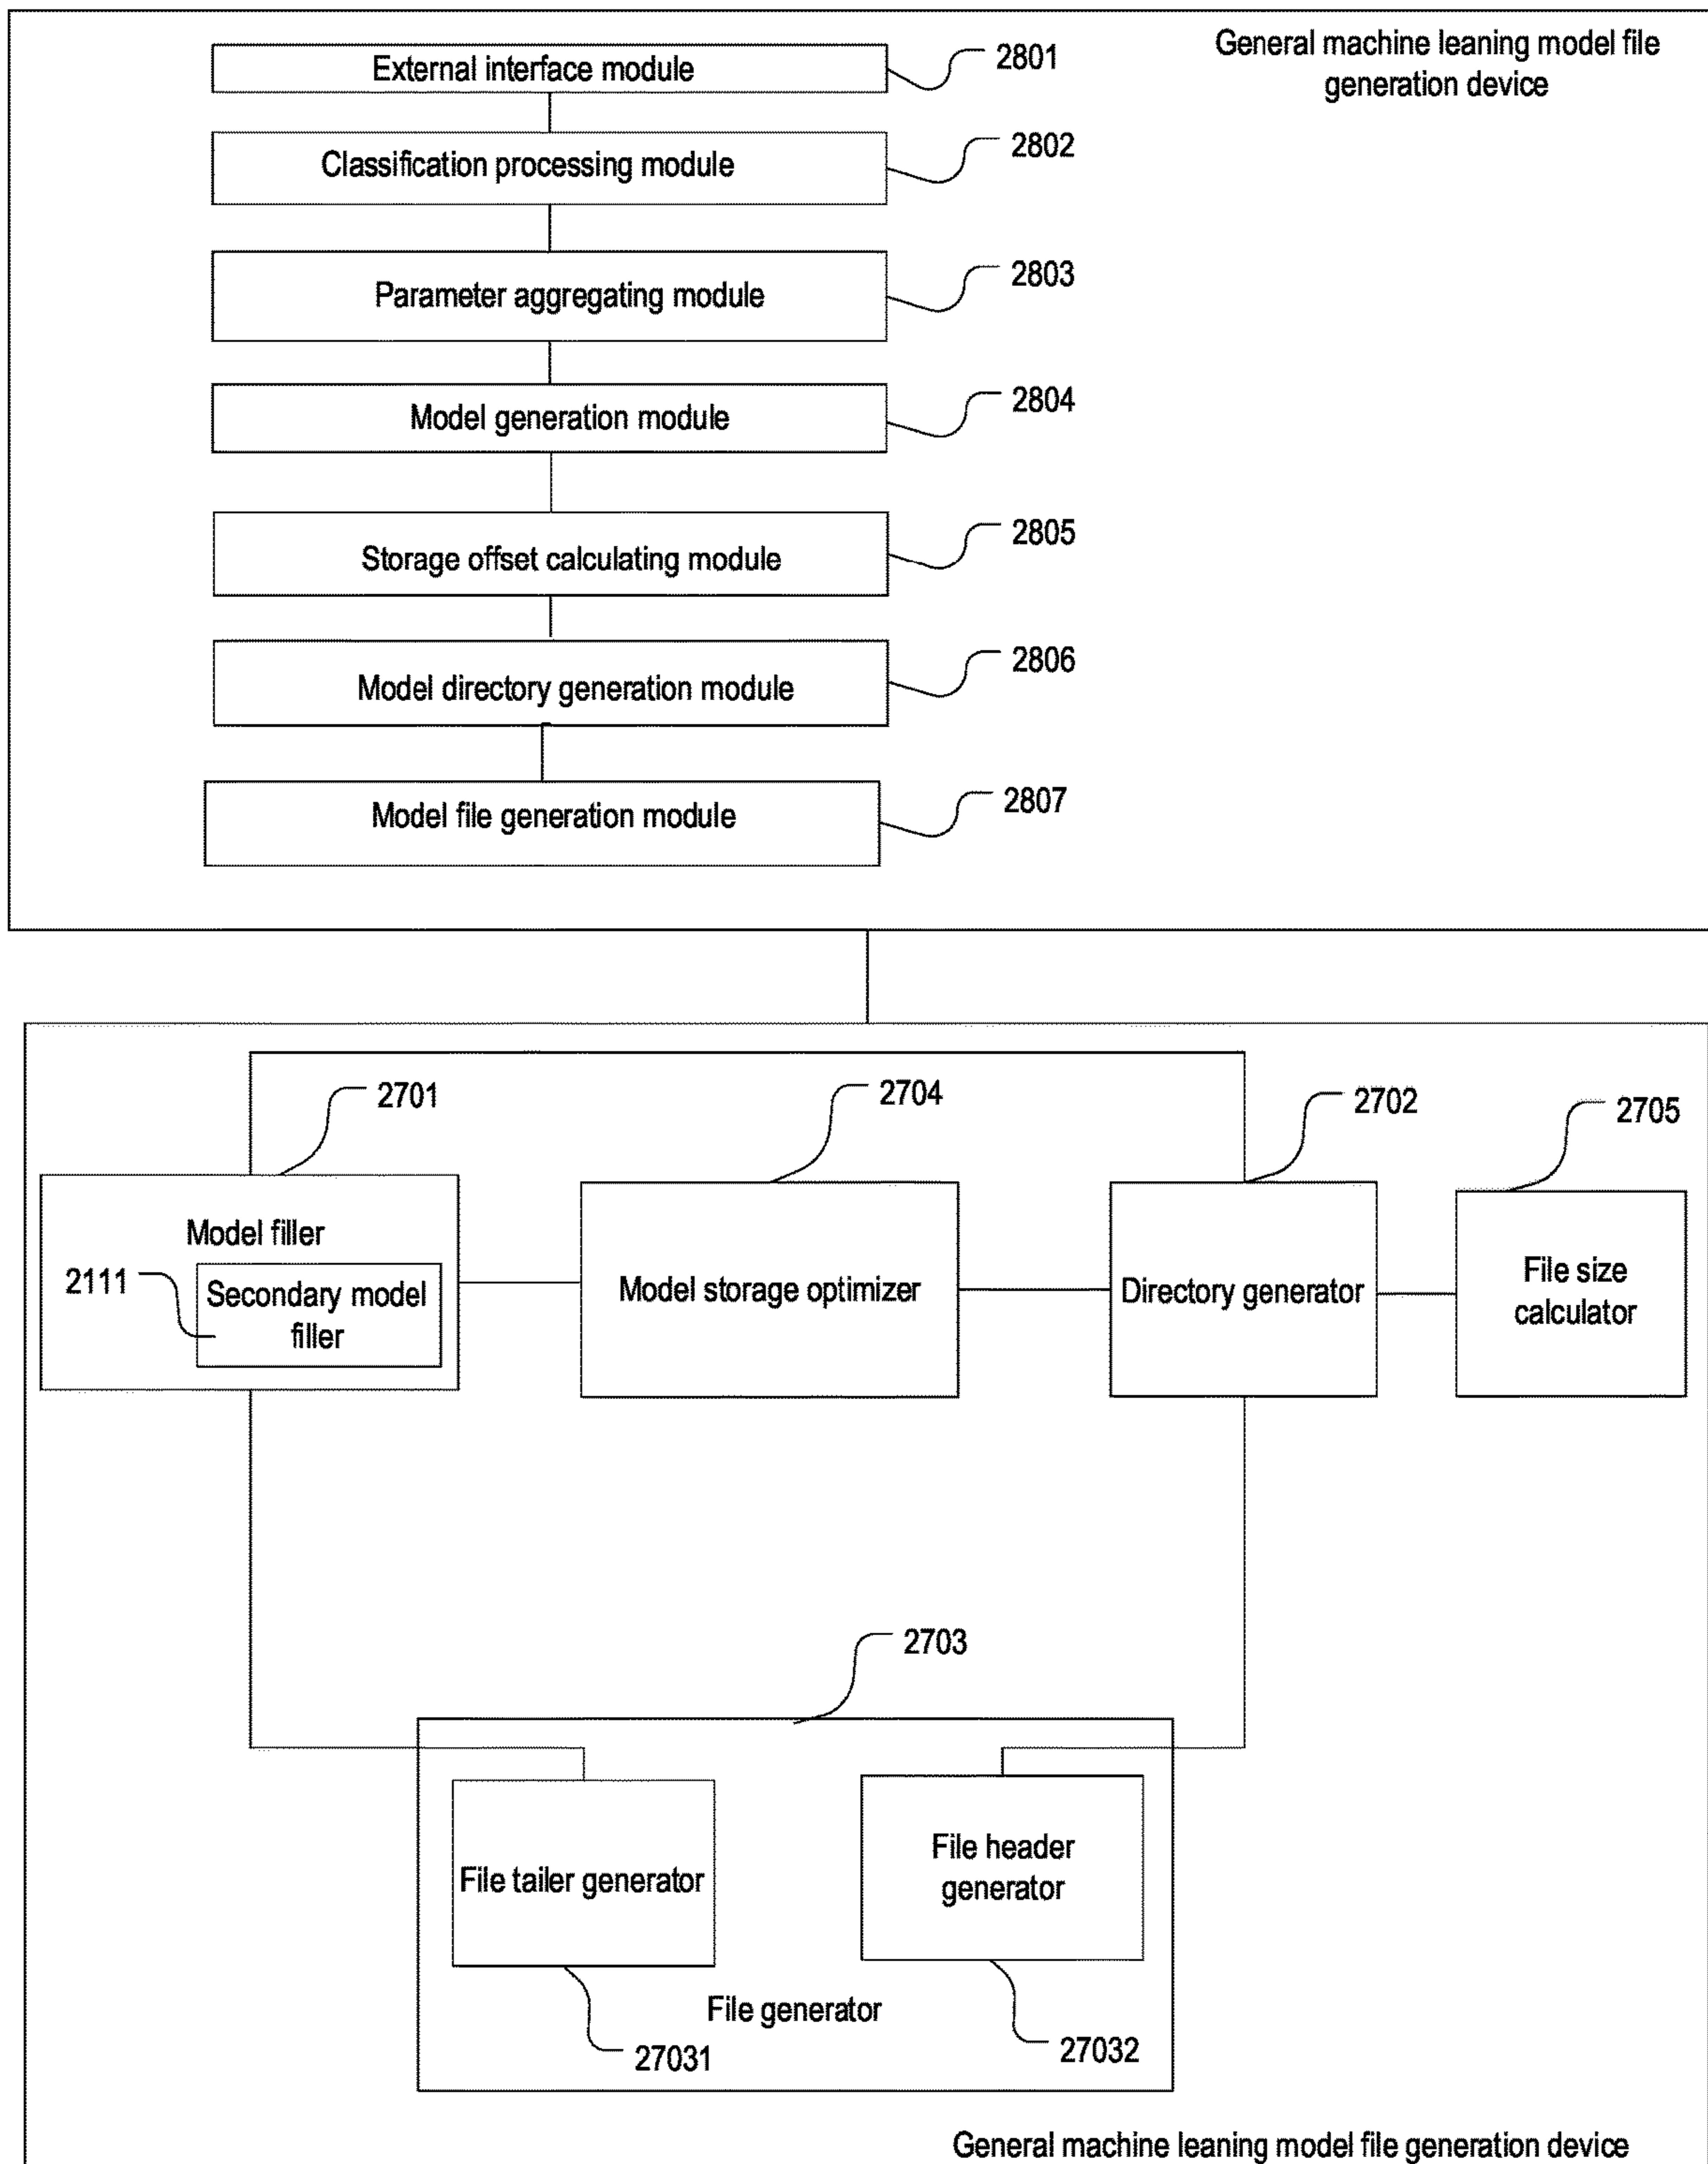 General machine leaning model file
generation device
External interface module
2801
Classification processing module
2802
Parameter aggregating module
2803
Model generation module
2804
Storage offset calculating module
2805
Model directory generation module
2806
Model file generation module
2807
2701
2704
2702
2705
Model filler
2111
Secondary model
filler
Model storage optimizer
Directory generator
File size
calculator
2703
File tailer generator
File header
generator
File generator
27031
27032
General machine leaning model file generation device